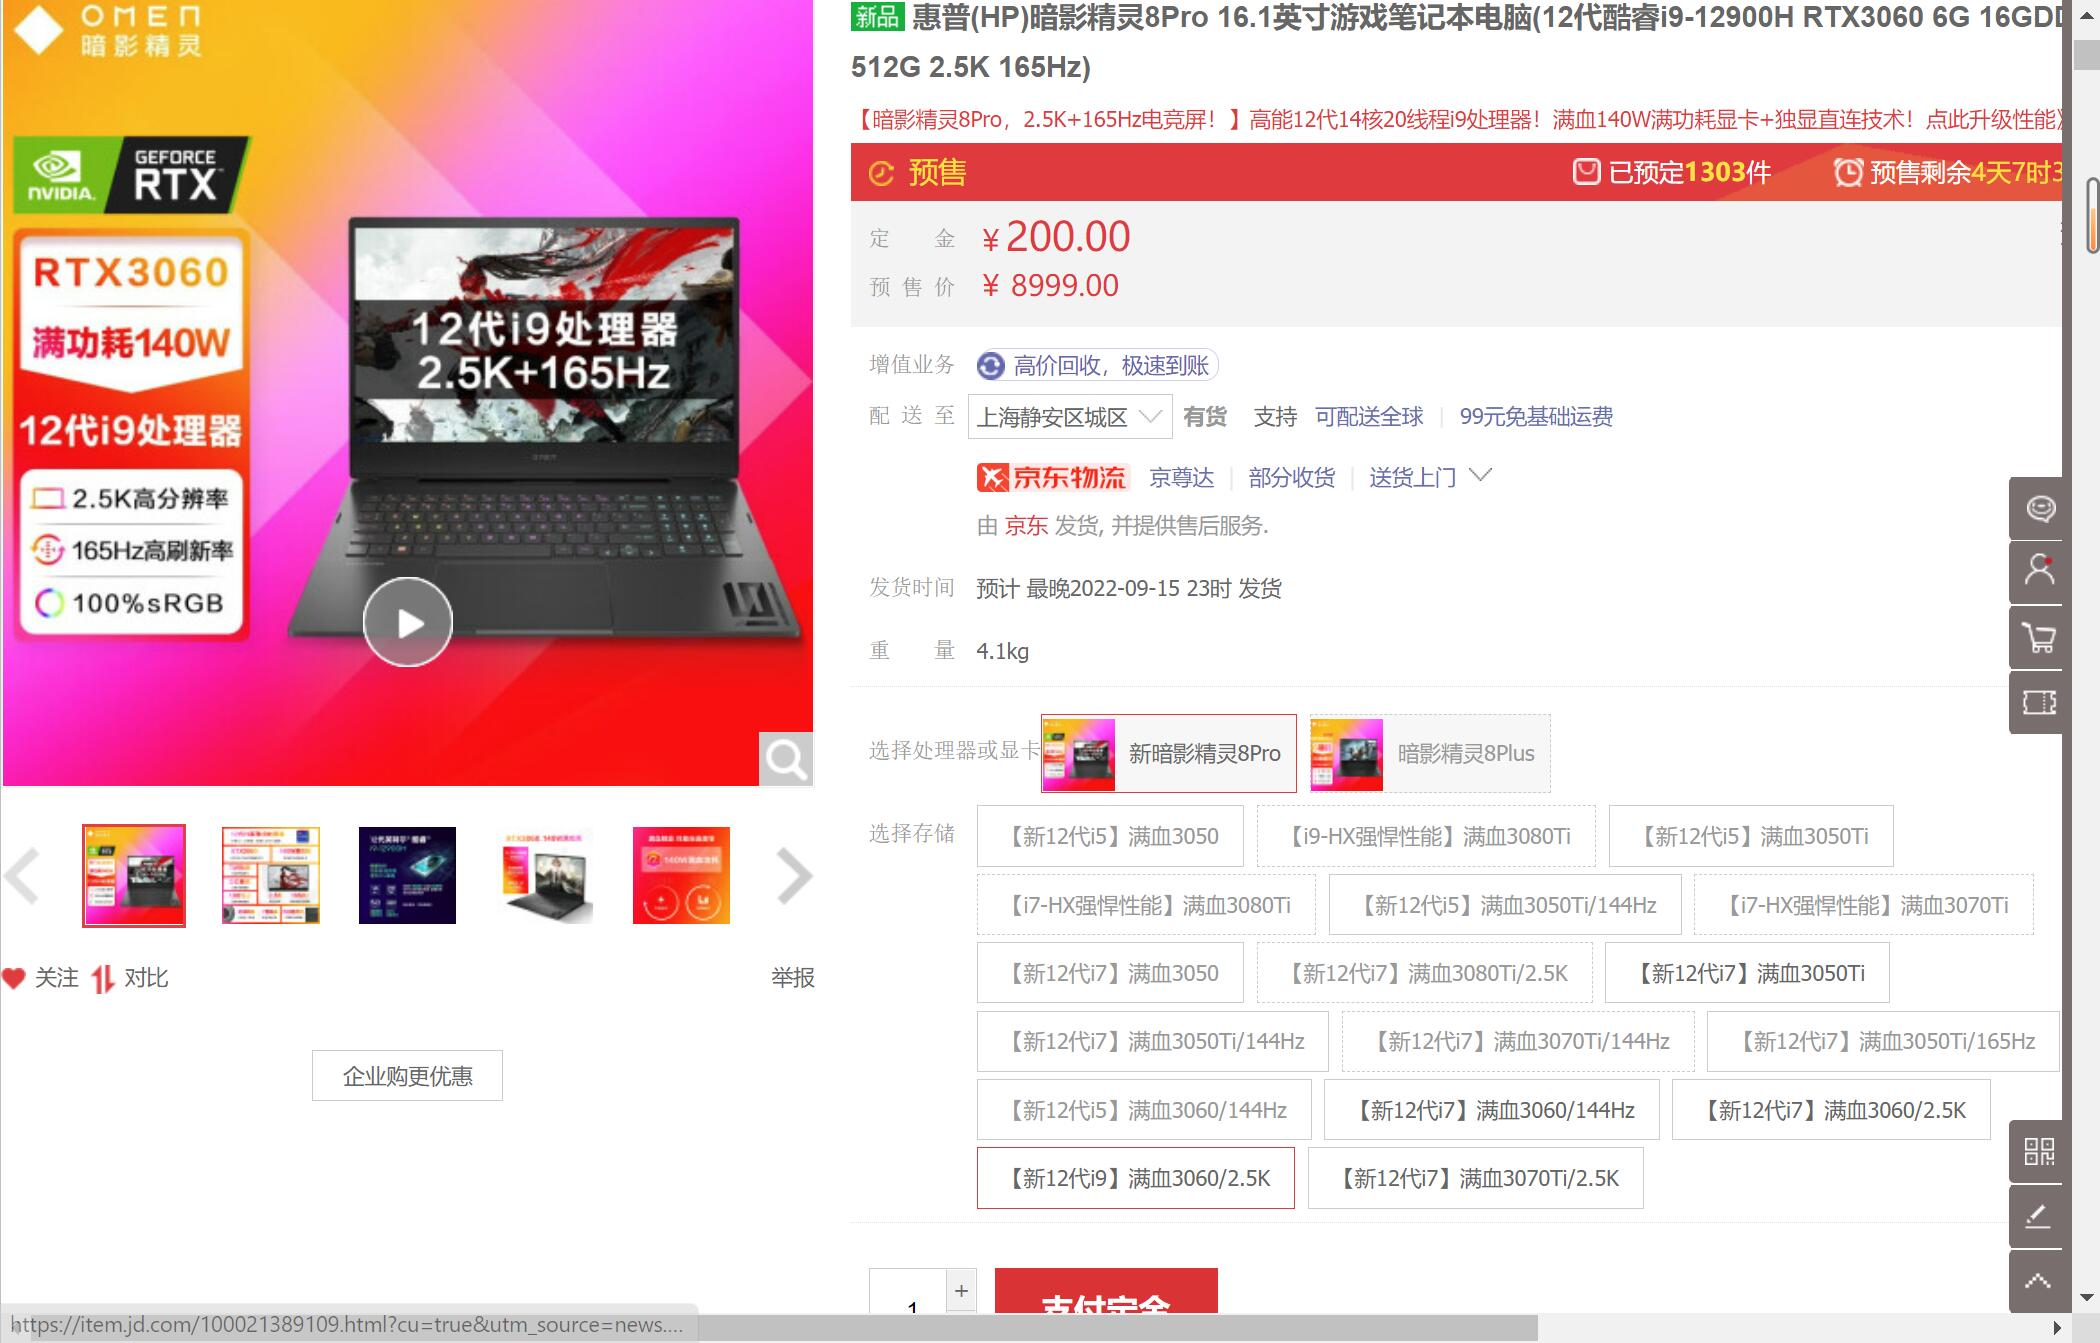 OMEN
暗影精灵
NVIDIA.
GEFORCE
RTX
RTX3060
满功耗140W
12代i9处理器
2.5K高分辨率
165Hz高刷新率
100%sRGB
12代i9处理器
2.5K+165Hz
关注
对比
举报
企业购更优惠
新品 惠普(HP)暗影精灵8Pro 16.1英寸游戏笔记本电脑(12代酷睿i9-12900H RTX3060 6G 16GDD
512G 2.5K 165Hz)
【暗影精灵8Pro，2.5K+165Hz电竞屏！】高能12代14核20线程i9处理器！满血140W满功耗显卡+独显直连技术！点此升级性能》
预售 已预定1303件 预售剩余4天7时3
定金 ￥200.00
预售价 ￥ 8999.00
增值业务 高价回收，极速到账
配送至 上海静安区城区 有货 支持 可配送全球 99元免基础运费
京东物流 京尊达 部分收货 送货上门
由 京东 发货, 并提供售后服务.
发货时间 预计 最晚2022-09-15 23时 发货
重量 4.1kg
选择处理器或显卡 新暗影精灵8Pro 暗影精灵8Plus
选择存储 【新12代i5】满血3050 【i9-HX强悍性能】满血3080Ti 【新12代i5】满血3050Ti
【i7-HX强悍性能】满血3080Ti 【新12代i5】满血3050Ti/144Hz 【i7-HX强悍性能】满血3070Ti
【新12代i7】满血3050 【新12代i7】满血3080Ti/2.5K 【新12代i7】满血3050Ti
【新12代i7】满血3050Ti/144Hz 【新12代i7】满血3070Ti/144Hz 【新12代i7】满血3050Ti/165Hz
【新12代i5】满血3060/144Hz 【新12代i7】满血3060/144Hz 【新12代i7】满血3060/2.5K
【新12代i9】满血3060/2.5K 【新12代i7】满血3070Ti/2.5K
1 + 支付定金
https://item.jd.com/100021389109.html?cu=true&utm_source=news....